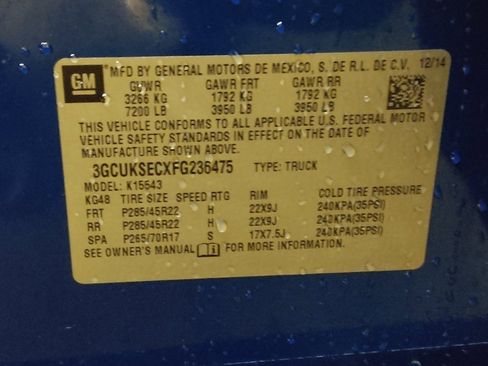 GM MFD BY GENERAL MOTORS DE MEXICO, S. DE R.L. DE C.V. 12/14
GVWR GAWR FRT GAWR RR
3266 KG 1792 KG 1792 KG
7200 LB 3950 LB 3950 LB
THIS VEHICLE CONFORMS TO ALL APPLICABLE U.S. FEDERAL MOTOR
VEHICLE SAFETY STANDARDS IN EFFECT ON THE DATE OF
MANUFACTURE SHOWN ABOVE.
3GCUKSECXFG236475 TYPE: TRUCK
MODEL: K15543
KG48 TIRE SIZE SPEED RTG RIM COLD TIRE PRESSURE
FRT P285/45R22 H 22X9J 240KPA(35PSI)
RR P285/45R22 H 22X9J 240KPA(35PSI)
SPA P265/70R17 S 17X7.5J 240KPA(35PSI)
SEE OWNER'S MANUAL FOR MORE INFORMATION.